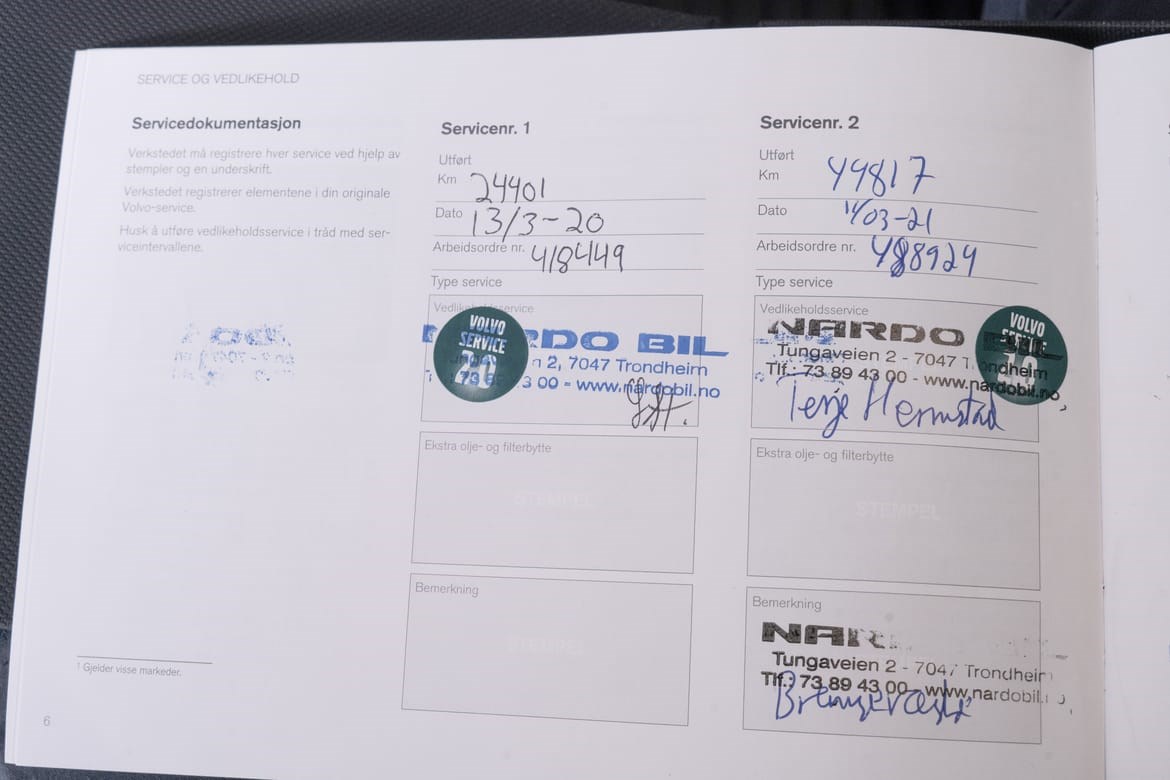 SERVICE OG VEDLIKEHOLD
Servicedokumentasjon
Verkstedet må registrere hver service ved hjelp av
stempler og en underskrift.
Verkstedet registrerer elementene i din originale
Volvo-service.
Husk å utføre vedlikeholdsservice i tråd med ser-
viceintervallene.
1 Gjelder visse markeder.
6
Servicenr. 1
Utført
Km 24401
Dato 13/3-20
Arbeidsordre nr. 418449
Type service
Vedlikeholdsservice
VOLVO
SERVICE
20
NARDO BIL
n 2, 7047 Trondheim
3 00 - www.nardobil.no
Ekstra olje- og filterbytte
STEMPEL
Bemerkning
STEMPEL
Servicenr. 2
Utført
Km 44817
Dato 11/03-21
Arbeidsordre nr. 488924
Type service
Vedlikeholdsservice
VOLVO
SERVICE
NARDO BIL
Tungaveien 2 - 7047 Trondheim
Tlf.: 73 89 43 00 - www.nardobil.no
Terje Hermstad
Ekstra olje- og filterbytte
STEMPEL
Bemerkning
NAR
Tungaveien 2 - 7047 Trondheim
Tlf.: 73 89 43 00 - www.nardobil.